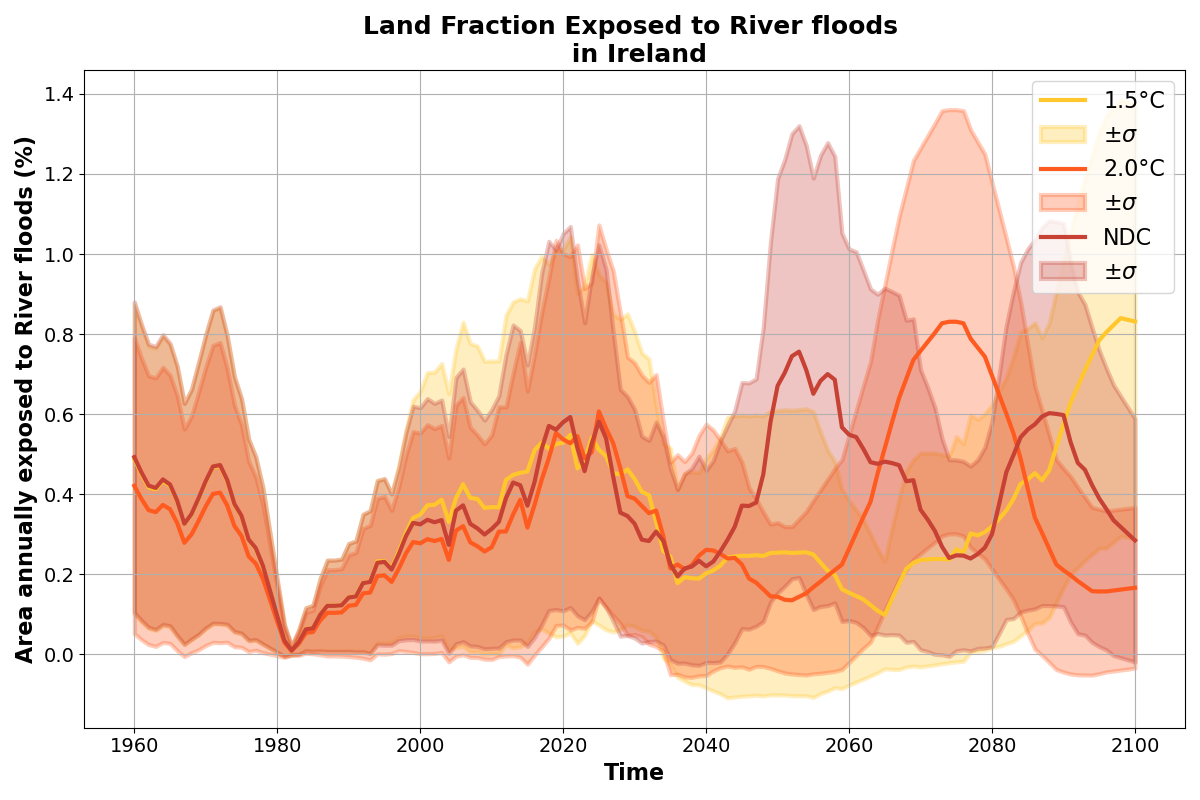 Land Fraction Exposed to River floods
in Ireland
Area annually exposed to River floods (%)
1.4
1.2
1.0
0.8
0.6
0.4
0.2
0.0
1.5°C
±σ
2.0°C
±σ
NDC
±σ
1960
1980
2000
2020
2040
2060
2080
2100
Time